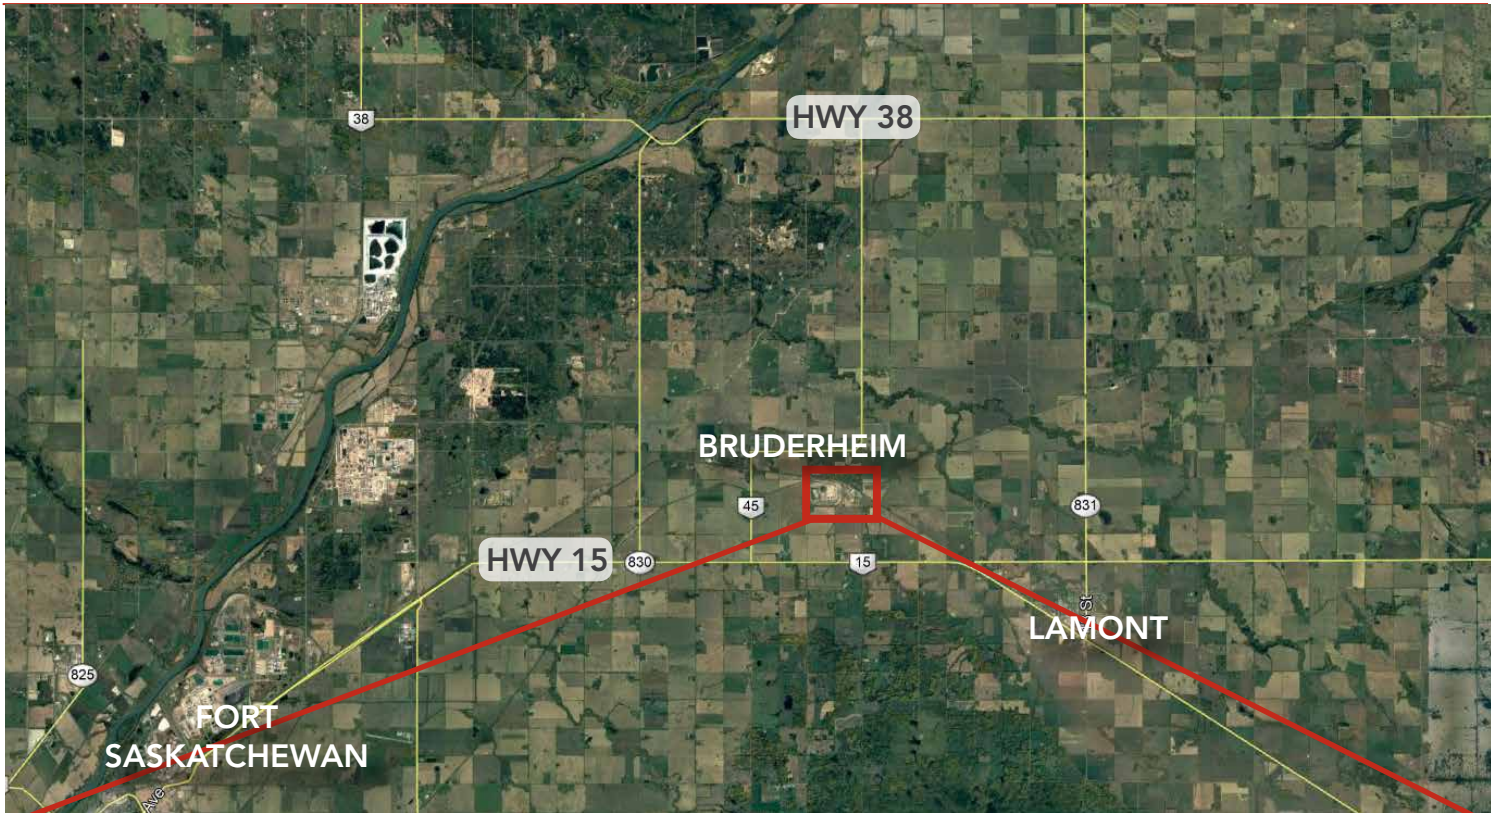 38
HWY 38
BRUDERHEIM
45
831
HWY 15
830
15
St
LAMONT
825
FORT
SASKATCHEWAN
Ave